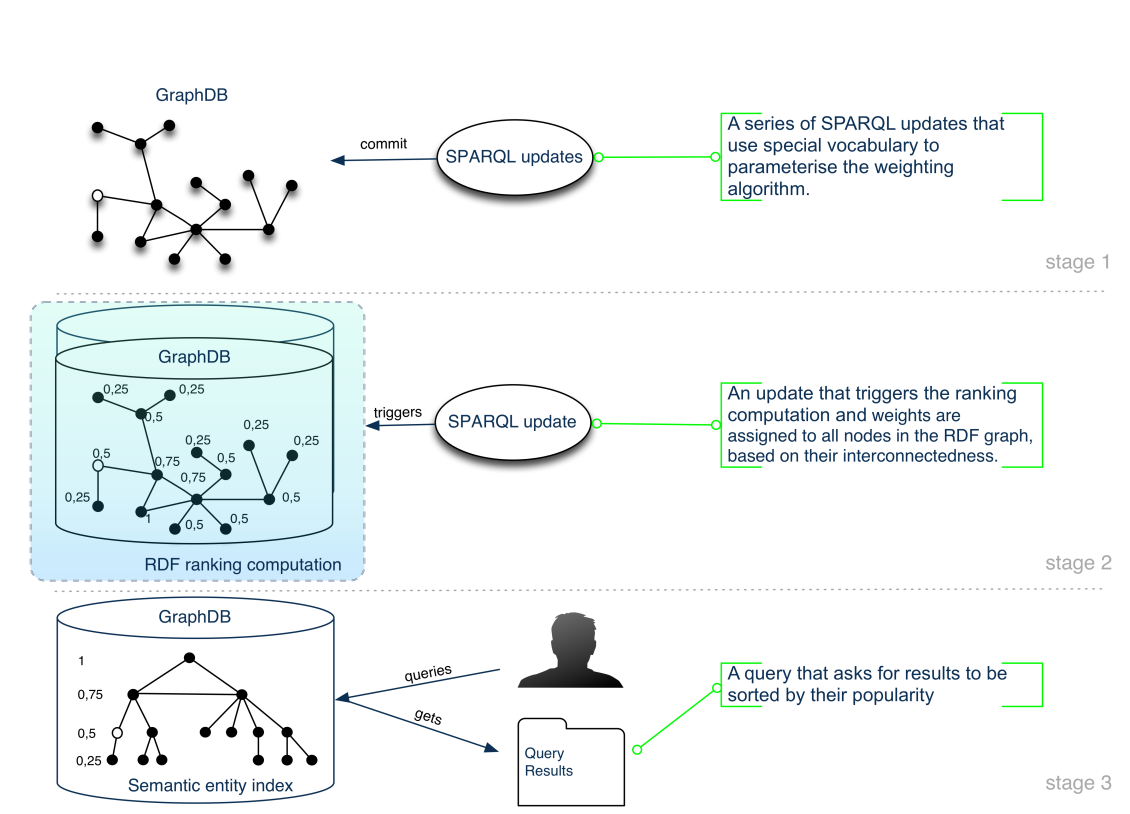 GraphDB
commit
SPARQL updates
A series of SPARQL updates that
use special vocabulary to
parameterise the weighting
algorithm.
stage 1
GraphDB
0,25
0,25
0,5
0,25
0,25
0,25
0,5
0,75
0,5
0,75
0,25
0,5
1
0,5
0,5
RDF ranking computation
triggers
SPARQL update
An update that triggers the ranking
computation and weights are
assigned to all nodes in the RDF graph,
based on their interconnectedness.
stage 2
GraphDB
1
0,75
0,5
0,25
Semantic entity index
queries
gets
Query
Results
A query that asks for results to be
sorted by their popularity
stage 3